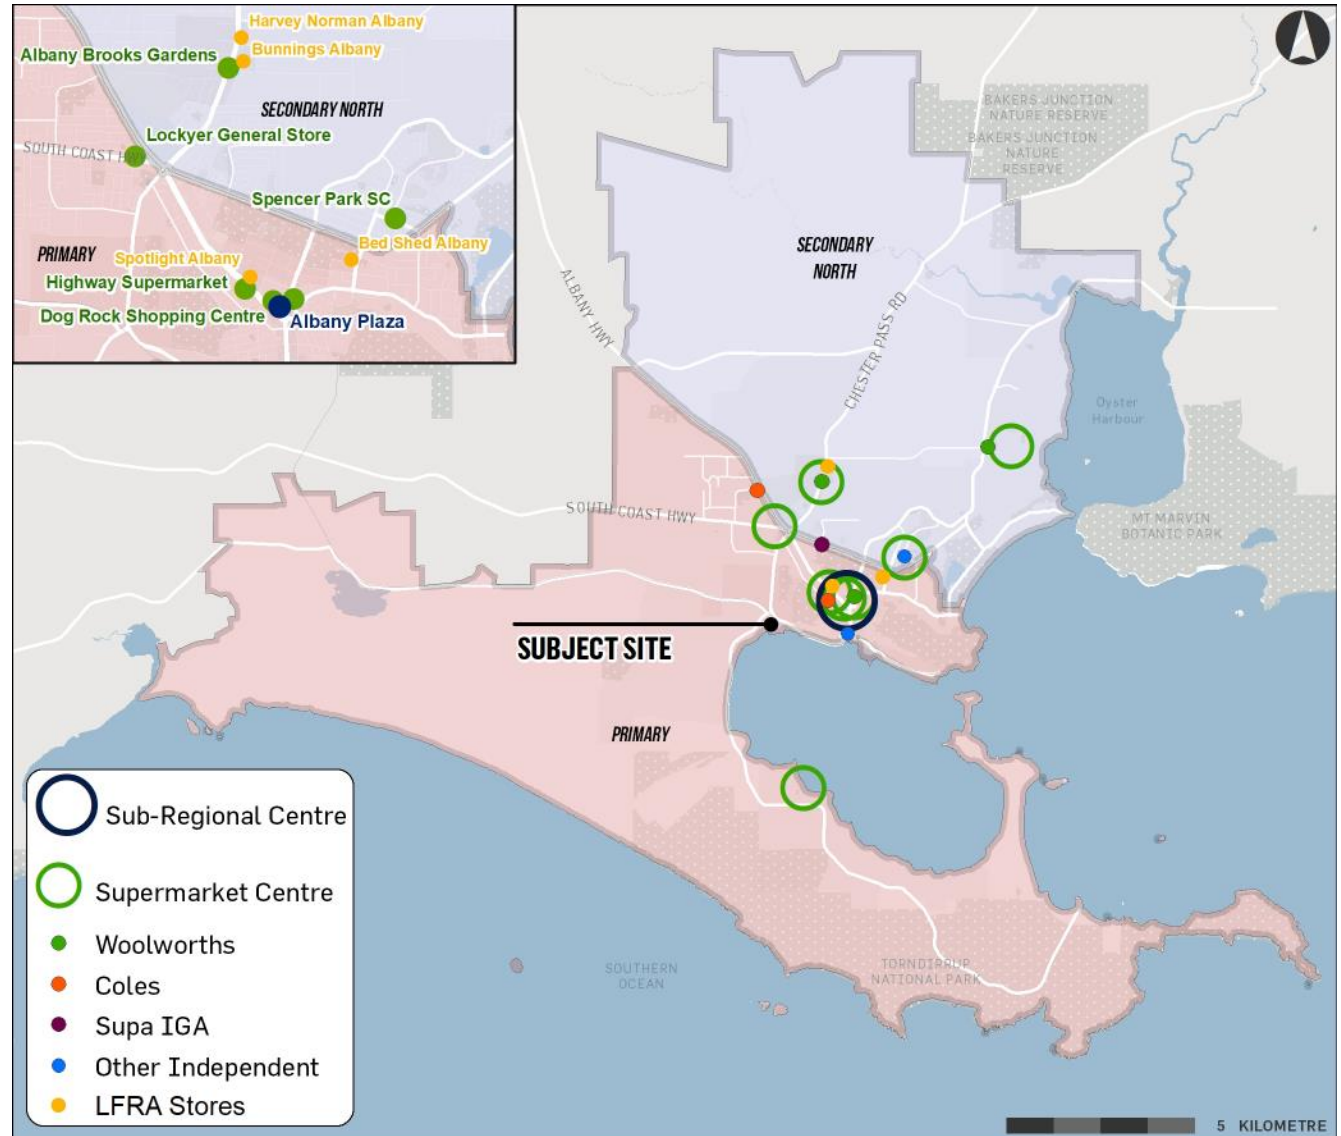 Harvey Norman Albany
Bunnings Albany
Albany Brooks Gardens
SECONDARY NORTH
Lockyer General Store
SOUTH COAST HWY
Spencer Park SC
Bed Shed Albany
PRIMARY
Spotlight Albany
Highway Supermarket
Dog Rock Shopping Centre
Albany Plaza
BAKERS JUNCTION
NATURE RESERVE
BAKERS JUNCTION
NATURE
RESERVE
SECONDARY
NORTH
ALBANY HWY
CHESTER PASS RD
Oyster
Harbour
SOUTH COAST HWY
MT MARVIN
BOTANIC PARK
SUBJECT SITE
PRIMARY
SOUTHERN
OCEAN
TORNDIRRUP
NATIONAL PARK
Sub-Regional Centre
Supermarket Centre
Woolworths
Coles
Supa IGA
Other Independent
LFRA Stores
5 KILOMETRE